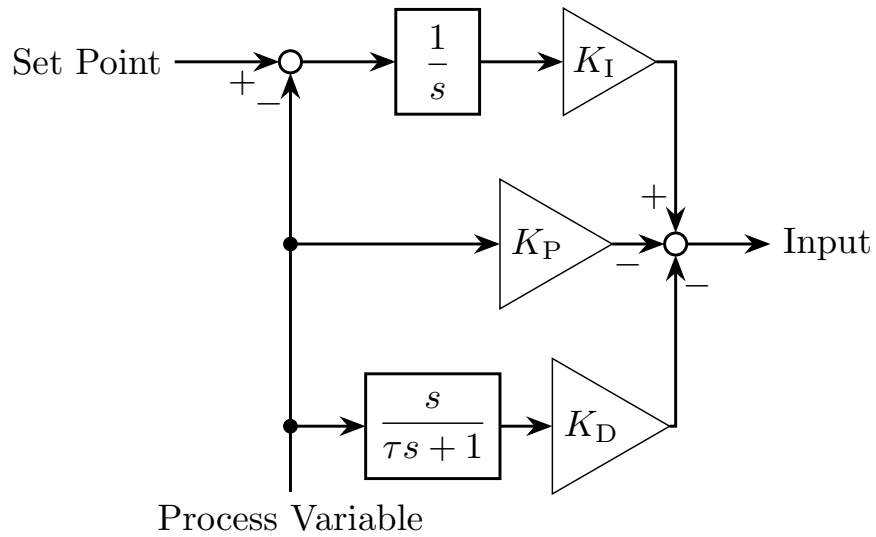 Set Point
+
−
1
s
K_I
+
K_P
−
Input
−
s
τs + 1
K_D
Process Variable